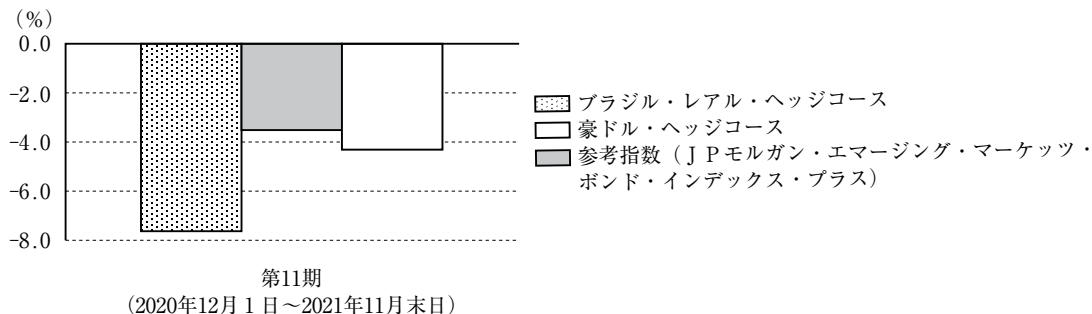 (%)
0.0
-2.0
-4.0
-6.0
-8.0
ブラジル・レアル・ヘッジコース
豪ドル・ヘッジコース
参考指数（ＪＰモルガン・エマージング・マーケッツ・
ボンド・インデックス・プラス）
第11期
（2020年12月１日～2021年11月末日）